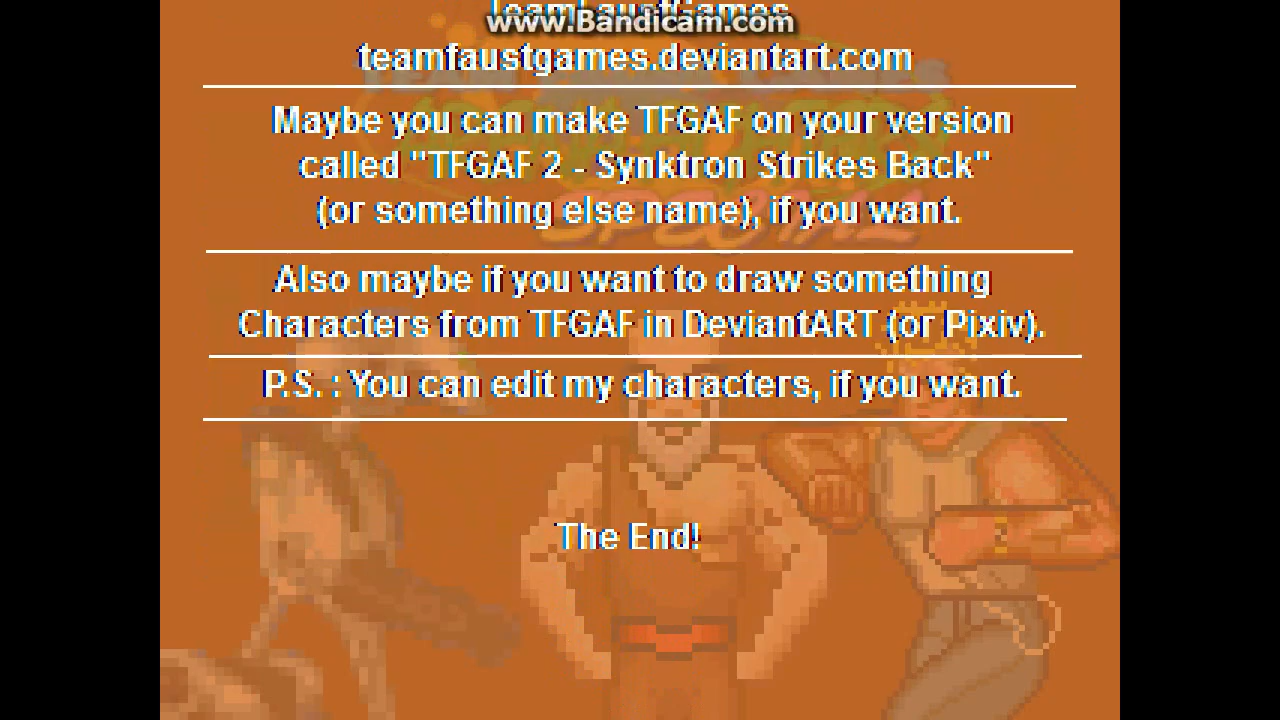 TeamFaustGames
www.Bandicam.com
teamfaustgames.deviantart.com
Maybe you can make TFGAF on your version
called "TFGAF 2 - Synktron Strikes Back"
(or something else name), if you want.
SPECIAL
Also maybe if you want to draw something
Characters from TFGAF in DeviantART (or Pixiv).
P.S. : You can edit my characters, if you want.
The End!